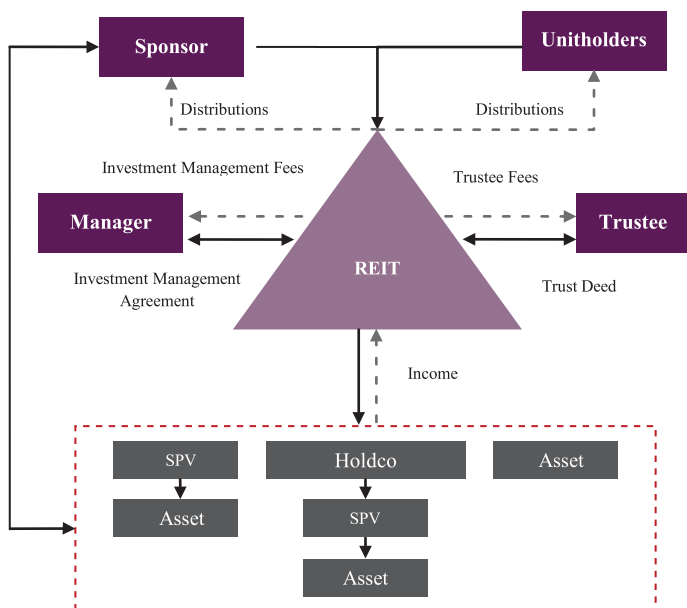 Sponsor
Unitholders
Distributions
Distributions
Investment Management Fees
Trustee Fees
Manager
Trustee
REIT
Investment Management
Agreement
Trust Deed
Income
SPV
Holdco
Asset
Asset
SPV
Asset